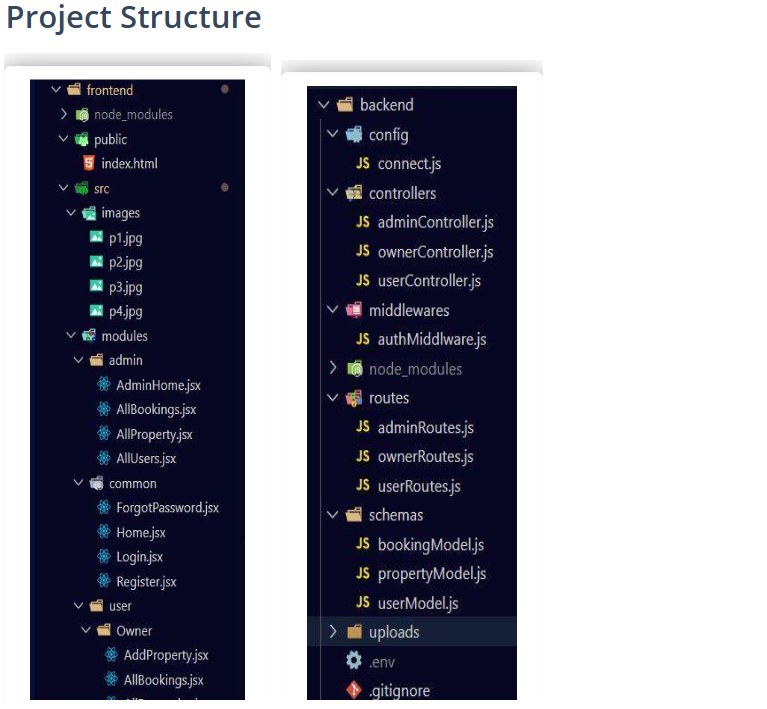 Project Structure
frontend
node_modules
public
index.html
src
images
p1.jpg
p2.jpg
p3.jpg
p4.jpg
modules
admin
AdminHome.jsx
AllBookings.jsx
AllProperty.jsx
AllUsers.jsx
common
ForgotPassword.jsx
Home.jsx
Login.jsx
Register.jsx
user
Owner
AddProperty.jsx
AllBookings.jsx
backend
config
JS connect.js
controllers
JS adminController.js
JS ownerController.js
JS userController.js
middlewares
JS authMiddlware.js
node_modules
routes
JS adminRoutes.js
JS ownerRoutes.js
JS userRoutes.js
schemas
JS bookingModel.js
JS propertyModel.js
JS userModel.js
uploads
.env
.gitignore